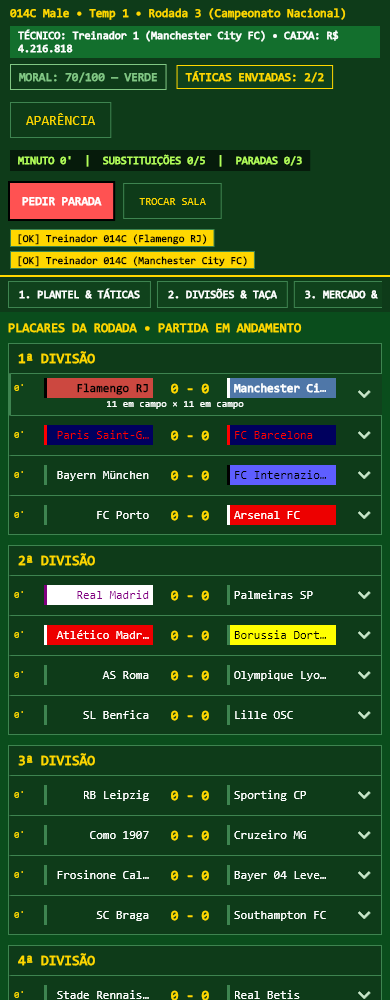 014C Male • Temp 1 • Rodada 3 (Campeonato Nacional)
TÉCNICO: Treinador 1 (Manchester City FC) • CAIXA: R$
4.216.818
MORAL: 70/100 — VERDE
TÁTICAS ENVIADAS: 2/2
APARÊNCIA
MINUTO 0' | SUBSTITUIÇÕES 0/5 | PARADAS 0/3
PEDIR PARADA
TROCAR SALA
[OK] Treinador 014C (Flamengo RJ)
[OK] Treinador 014C (Manchester City FC)
1. PLANTEL & TÁTICAS
2. DIVISÕES & TAÇA
3. MERCADO &
PLACARES DA RODADA • PARTIDA EM ANDAMENTO
1ª DIVISÃO
0' Flamengo RJ 0 - 0 Manchester Ci…
11 em campo × 11 em campo
0' Paris Saint-G… 0 - 0 FC Barcelona
0' Bayern München 0 - 0 FC Internazio…
0' FC Porto 0 - 0 Arsenal FC
2ª DIVISÃO
0' Real Madrid 0 - 0 Palmeiras SP
0' Atlético Madr… 0 - 0 Borussia Dort…
0' AS Roma 0 - 0 Olympique Lyo…
0' SL Benfica 0 - 0 Lille OSC
3ª DIVISÃO
0' RB Leipzig 0 - 0 Sporting CP
0' Como 1907 0 - 0 Cruzeiro MG
0' Frosinone Cal… 0 - 0 Bayer 04 Leve…
0' SC Braga 0 - 0 Southampton FC
4ª DIVISÃO
0' Stade Rennais… 0 - 0 Real Betis